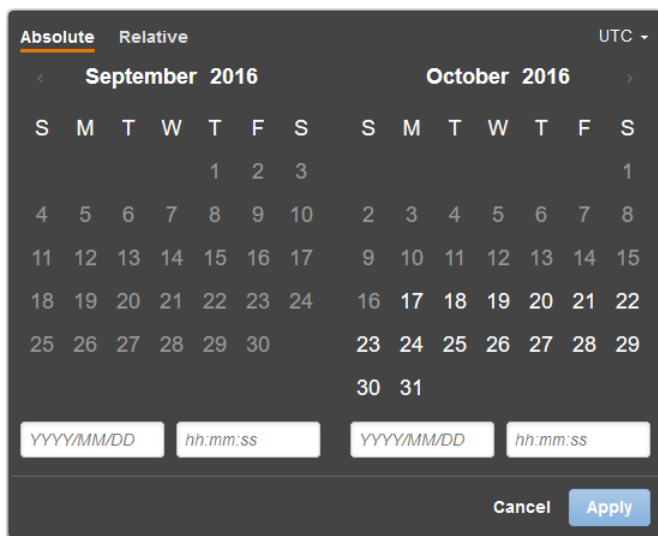 Absolute Relative UTC
‹ September 2016 October 2016 ›
S M T W T F S S M T W T F S
1 2 3 1
4 5 6 7 8 9 10 2 3 4 5 6 7 8
11 12 13 14 15 16 17 9 10 11 12 13 14 15
18 19 20 21 22 23 24 16 17 18 19 20 21 22
25 26 27 28 29 30 23 24 25 26 27 28 29
30 31
YYYY/MM/DD hh:mm:ss YYYY/MM/DD hh:mm:ss
Cancel Apply